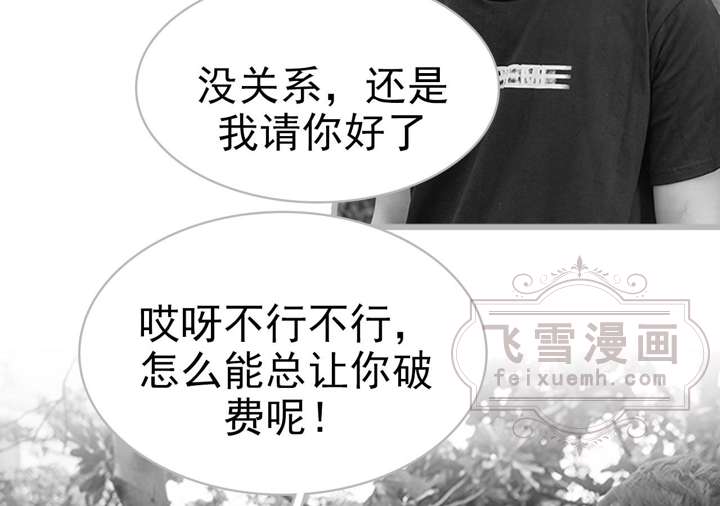 没关系，还是
我请你好了
哎呀不行不行，
怎么能总让你破
费呢！
飞雪漫画
feixuemh.com